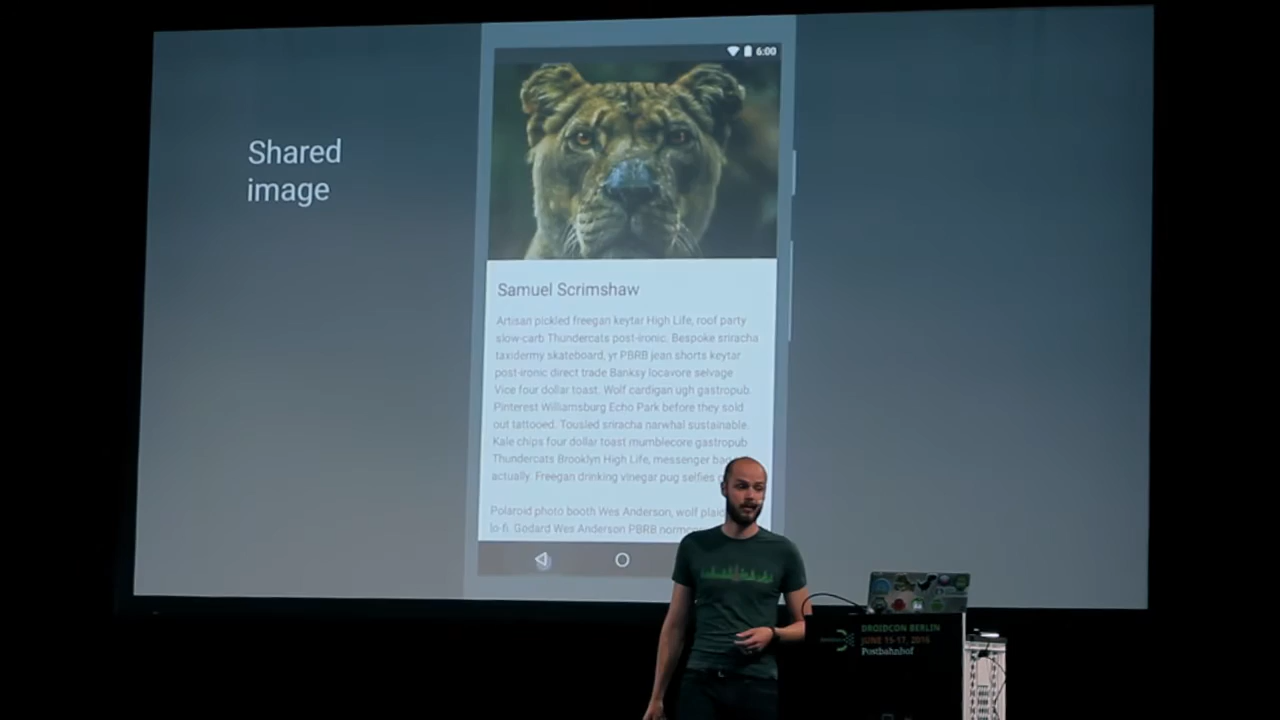 Shared
image
6:00
Samuel Scrimshaw
Artisan pickled freegan keytar High Life, roof party
slow-carb Thundercats post-ironic. Bespoke sriracha
taxidermy skateboard, yr PBRB jean shorts keytar
post-ironic direct trade Banksy locavore selvage
Vice four dollar toast. Wolf cardigan ugh gastropub.
Pinterest Williamsburg Echo Park before they sold
out tattooed. Tousled sriracha narwhal sustainable.
Kale chips four dollar toast mumblecore gastropub
Thundercats Brooklyn High Life, messenger
actually. Freegan drinking vinegar pug selfies
Polaroid photo booth Wes Anderson, wolf
lo-fi. Godard Wes Anderson PBRB
DROIDCON BERLIN
JUNE 15-17, 2016
Postbahnhof